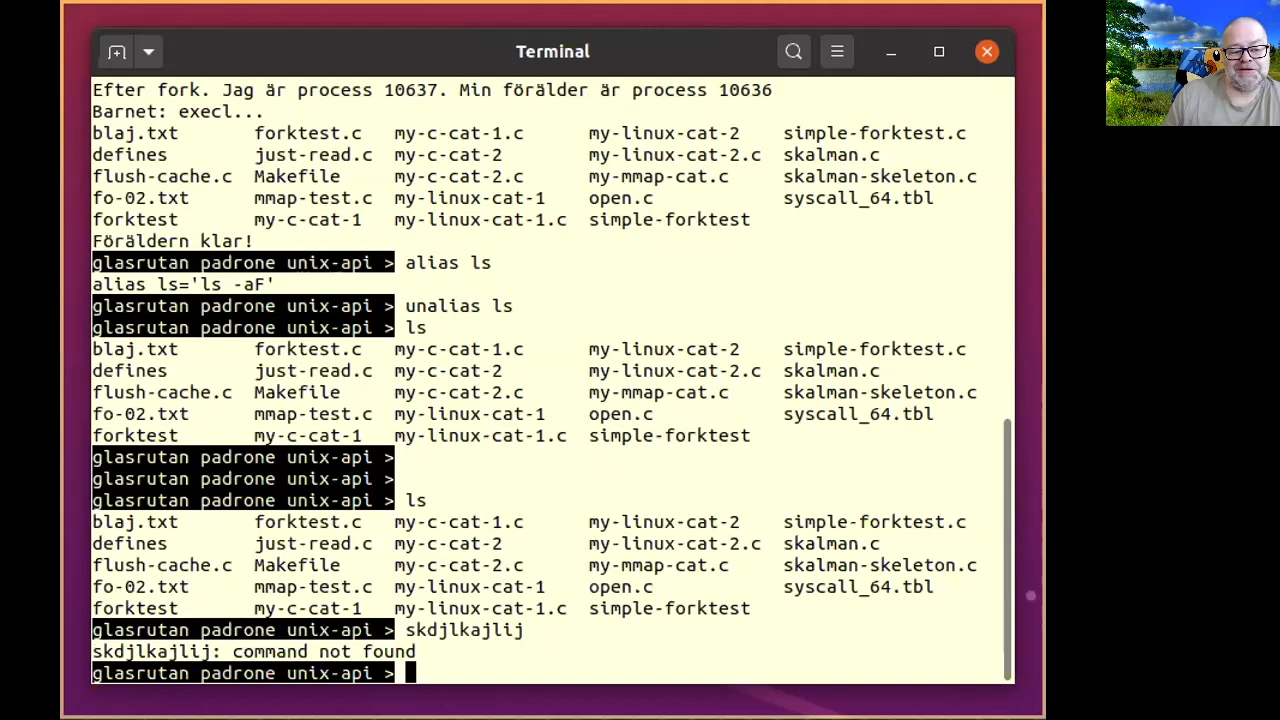 Terminal
Efter fork. Jag är process 10637. Min förälder är process 10636
Barnet: execl...
blaj.txt forktest.c my-c-cat-1.c my-linux-cat-2 simple-forktest.c
defines just-read.c my-c-cat-2 my-linux-cat-2.c skalman.c
flush-cache.c Makefile my-c-cat-2.c my-mmap-cat.c skalman-skeleton.c
fo-02.txt mmap-test.c my-linux-cat-1 open.c syscall_64.tbl
forktest my-c-cat-1 my-linux-cat-1.c simple-forktest
Föräldern klar!
glasrutan padrone unix-api > alias ls
alias ls='ls -aF'
glasrutan padrone unix-api > unalias ls
glasrutan padrone unix-api > ls
blaj.txt forktest.c my-c-cat-1.c my-linux-cat-2 simple-forktest.c
defines just-read.c my-c-cat-2 my-linux-cat-2.c skalman.c
flush-cache.c Makefile my-c-cat-2.c my-mmap-cat.c skalman-skeleton.c
fo-02.txt mmap-test.c my-linux-cat-1 open.c syscall_64.tbl
forktest my-c-cat-1 my-linux-cat-1.c simple-forktest
glasrutan padrone unix-api >
glasrutan padrone unix-api >
glasrutan padrone unix-api > ls
blaj.txt forktest.c my-c-cat-1.c my-linux-cat-2 simple-forktest.c
defines just-read.c my-c-cat-2 my-linux-cat-2.c skalman.c
flush-cache.c Makefile my-c-cat-2.c my-mmap-cat.c skalman-skeleton.c
fo-02.txt mmap-test.c my-linux-cat-1 open.c syscall_64.tbl
forktest my-c-cat-1 my-linux-cat-1.c simple-forktest
glasrutan padrone unix-api > skdjlkajlij
skdjlkajlij: command not found
glasrutan padrone unix-api >